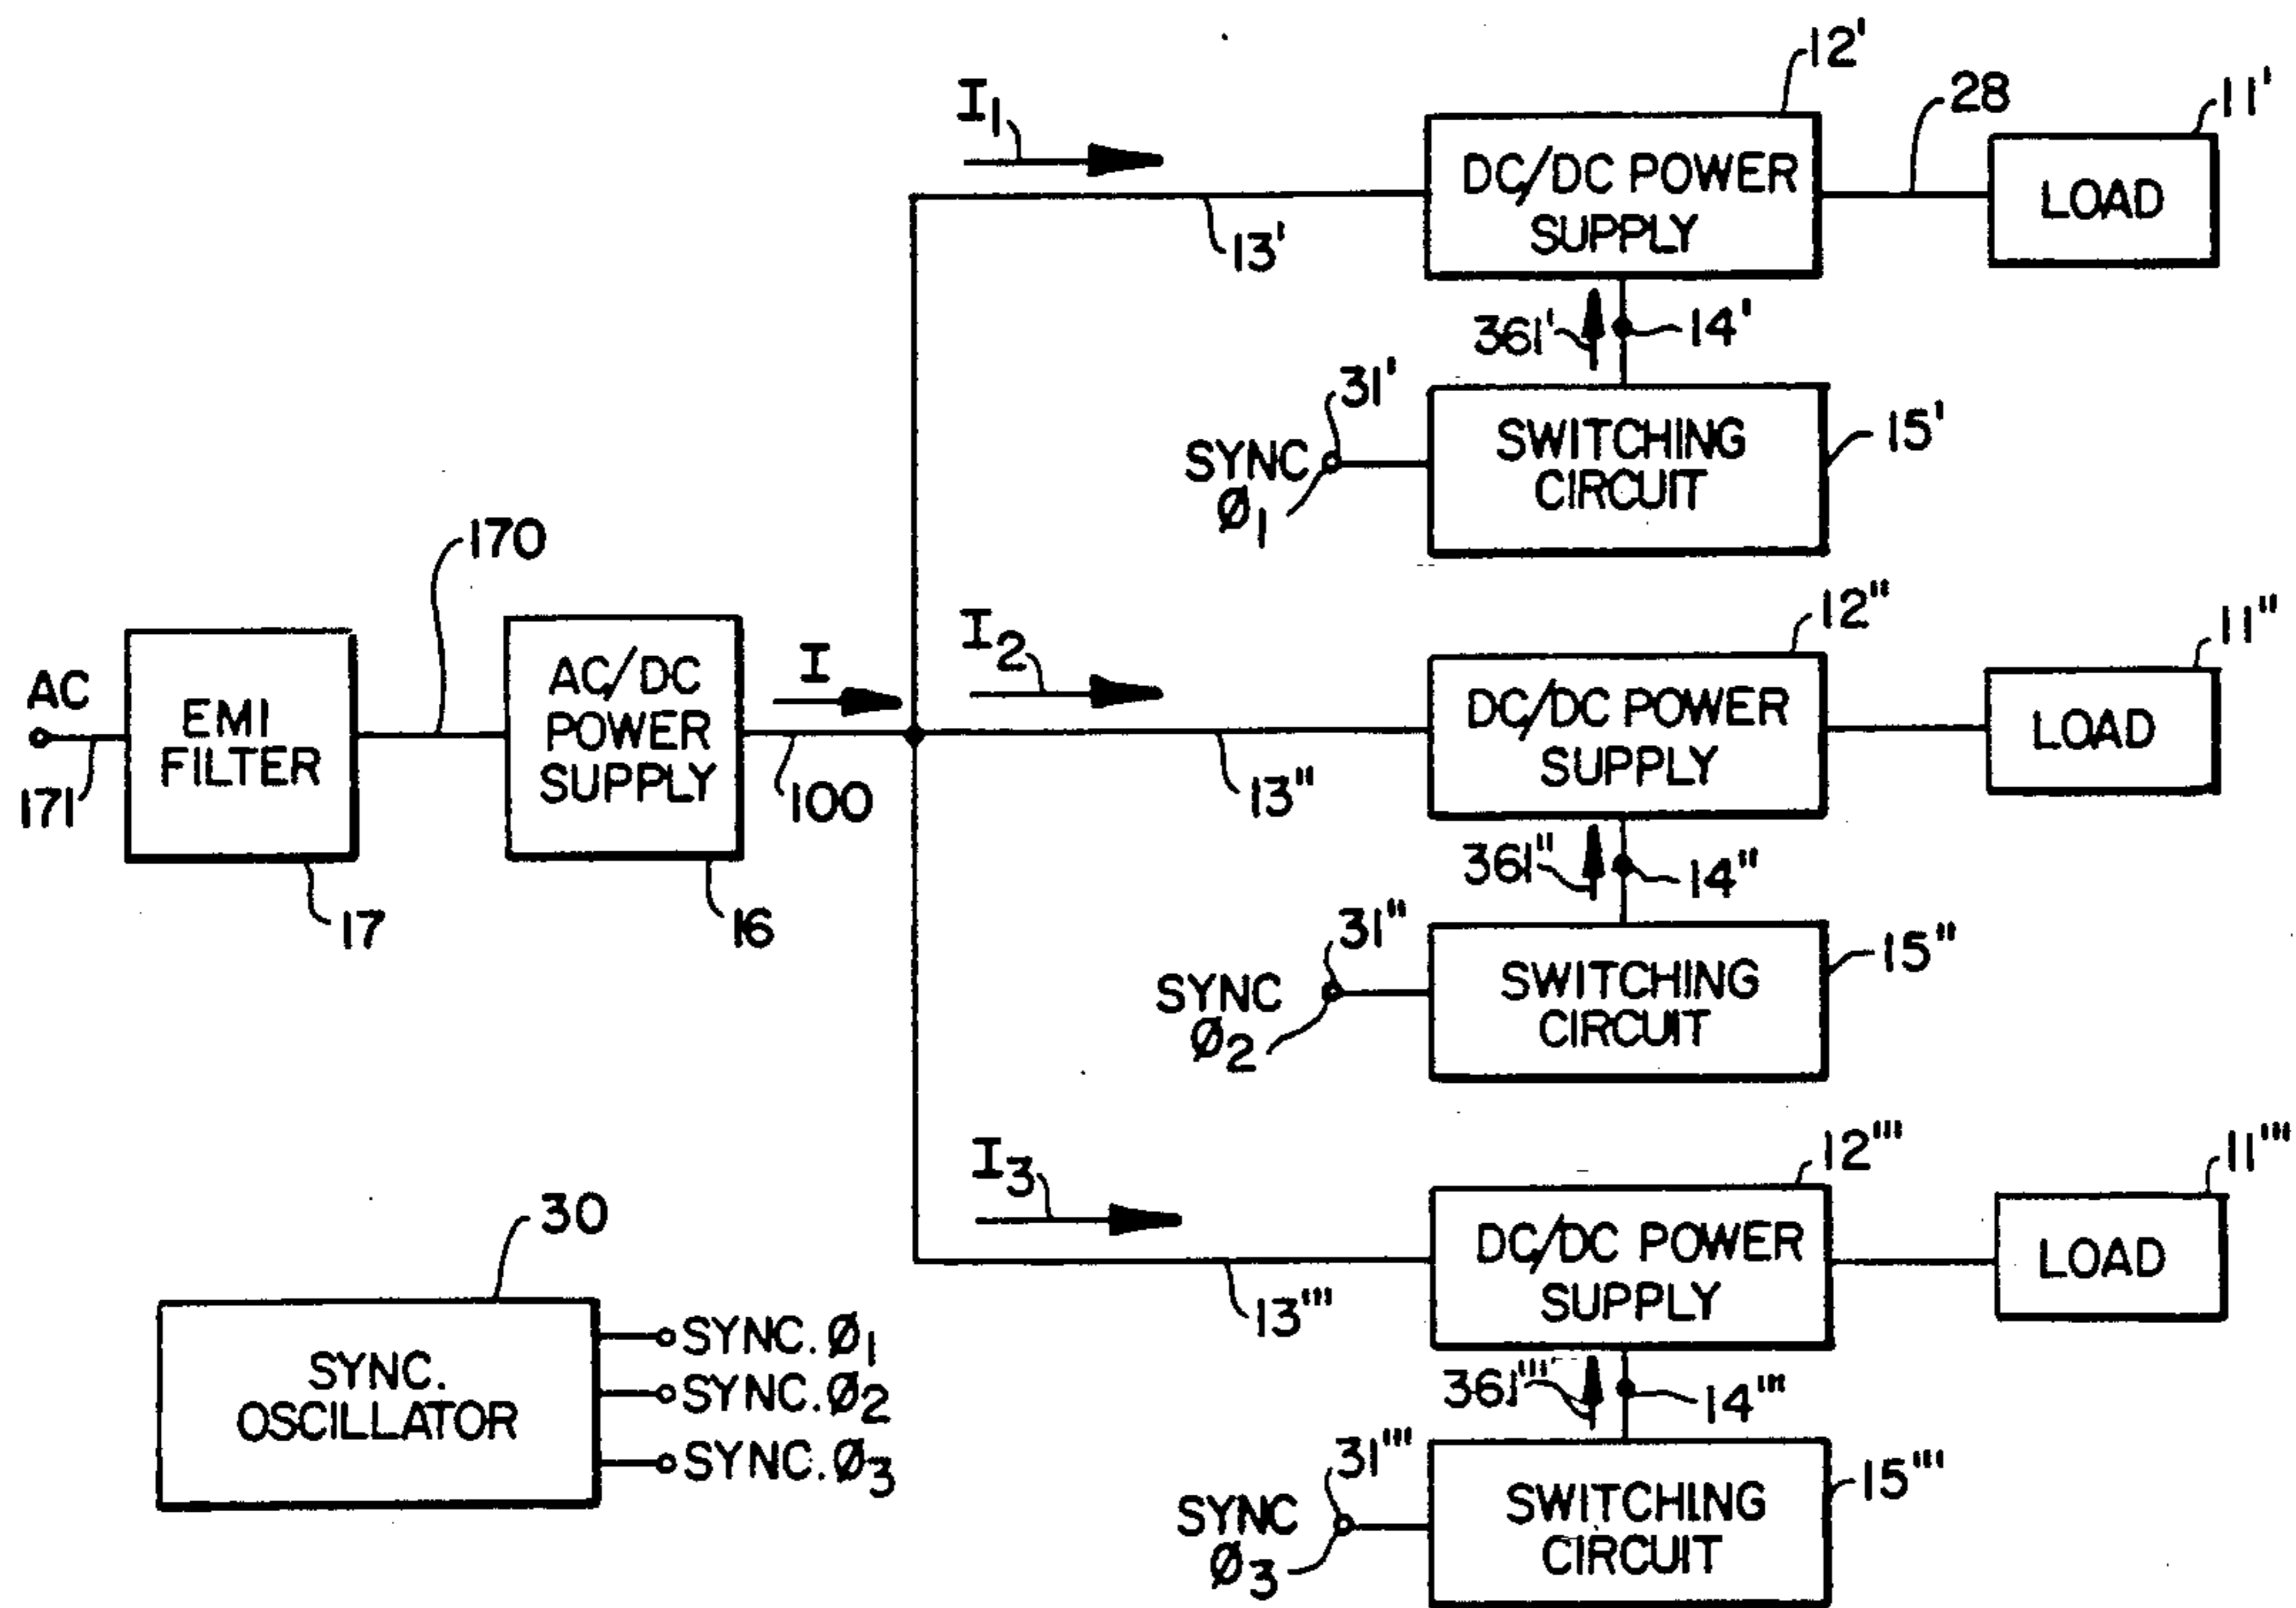 12'
28
11'
I1
DC/DC POWER
SUPPLY
LOAD
13'
361'
14'
31'
SYNC
Ø1
SWITCHING
CIRCUIT
15'
170
12"
11"
I
I2
AC
EMI
FILTER
AC/DC
POWER
SUPPLY
DC/DC POWER
SUPPLY
LOAD
171
100
13"
361"
14"
17
16
31"
SYNC
Ø2
SWITCHING
CIRCUIT
15"
12'''
11'''
I3
DC/DC POWER
SUPPLY
LOAD
13'''
30
SYNC.
OSCILLATOR
SYNC. Ø1
SYNC. Ø2
SYNC. Ø3
361'''
14'''
31'''
SYNC
Ø3
SWITCHING
CIRCUIT
15'''